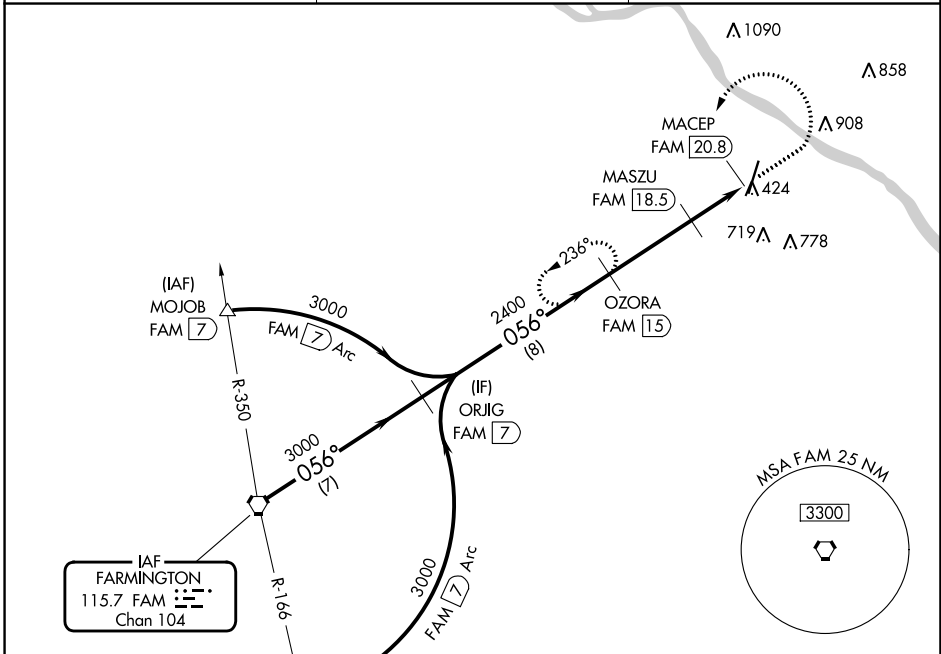 1090
858
908
MACEP
FAM 20.8
424
MASZU
FAM 18.5
719
778
236°
OZORA
FAM 15
(IAF)
MOJOB
FAM 7
3000
FAM 7 Arc
2400
056°
(8)
(IF)
ORJIG
FAM 7
R-350
3000
056°
(7)
MSA FAM 25 NM
3300
IAF
FARMINGTON
115.7 FAM
Chan 104
R-166
3000
FAM 7 Arc